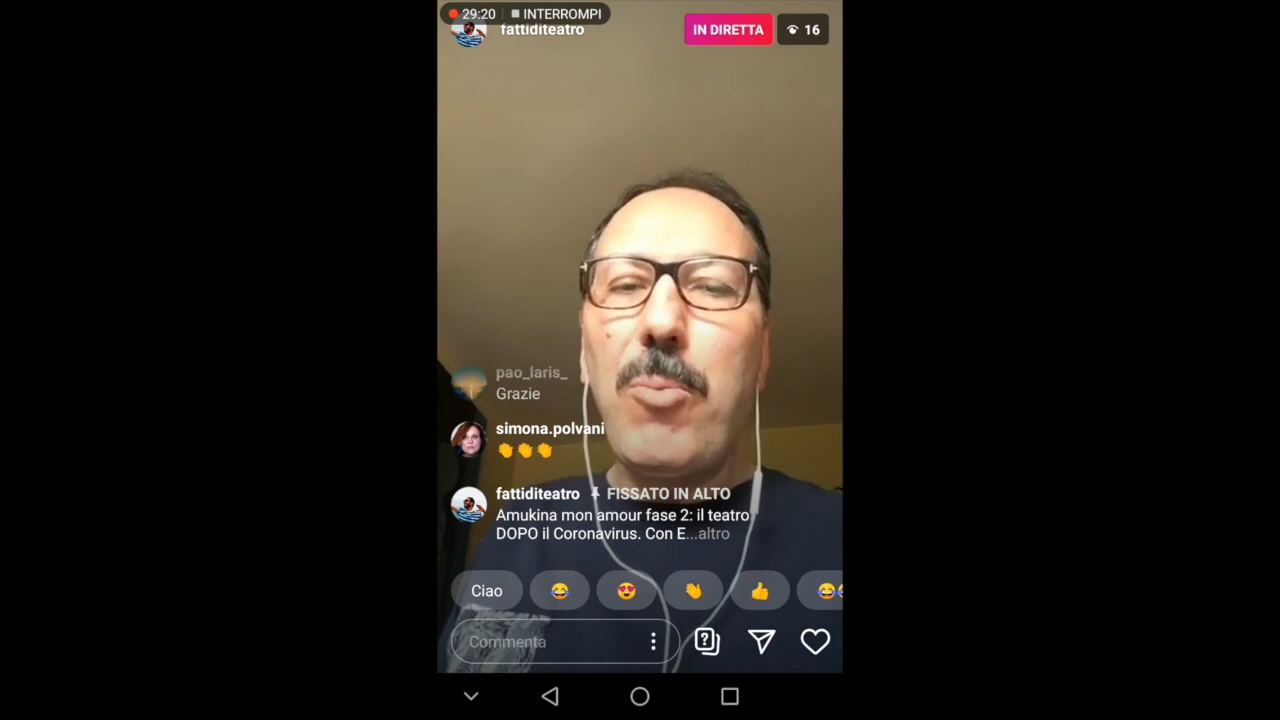 29:20 INTERROMPI
fattiditeatro
IN DIRETTA
16
pao_laris_
Grazie
simona.polvani
👏👏👏
fattiditeatro FISSATO IN ALTO
Amukina mon amour fase 2: il teatro
DOPO il Coronavirus. Con E...altro
Ciao
Commenta